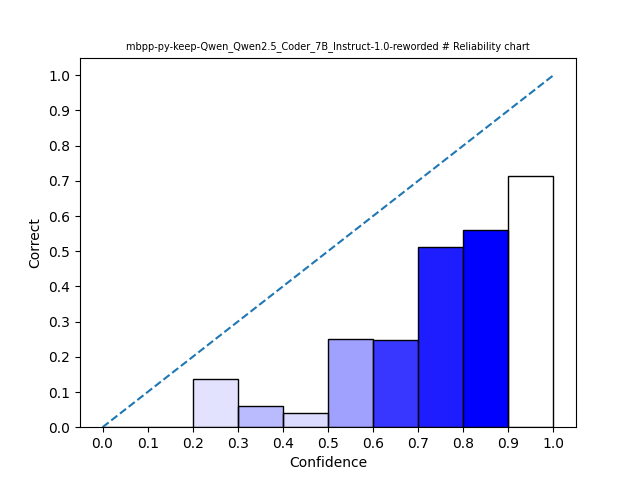 mbpp-py-keep-Qwen_Qwen2.5_Coder_7B_Instruct-1.0-reworded # Reliability chart
1.0
0.9
0.8
0.7
0.6
0.5
0.4
0.3
0.2
0.1
0.0
Correct
0.0 0.1 0.2 0.3 0.4 0.5 0.6 0.7 0.8 0.9 1.0
Confidence